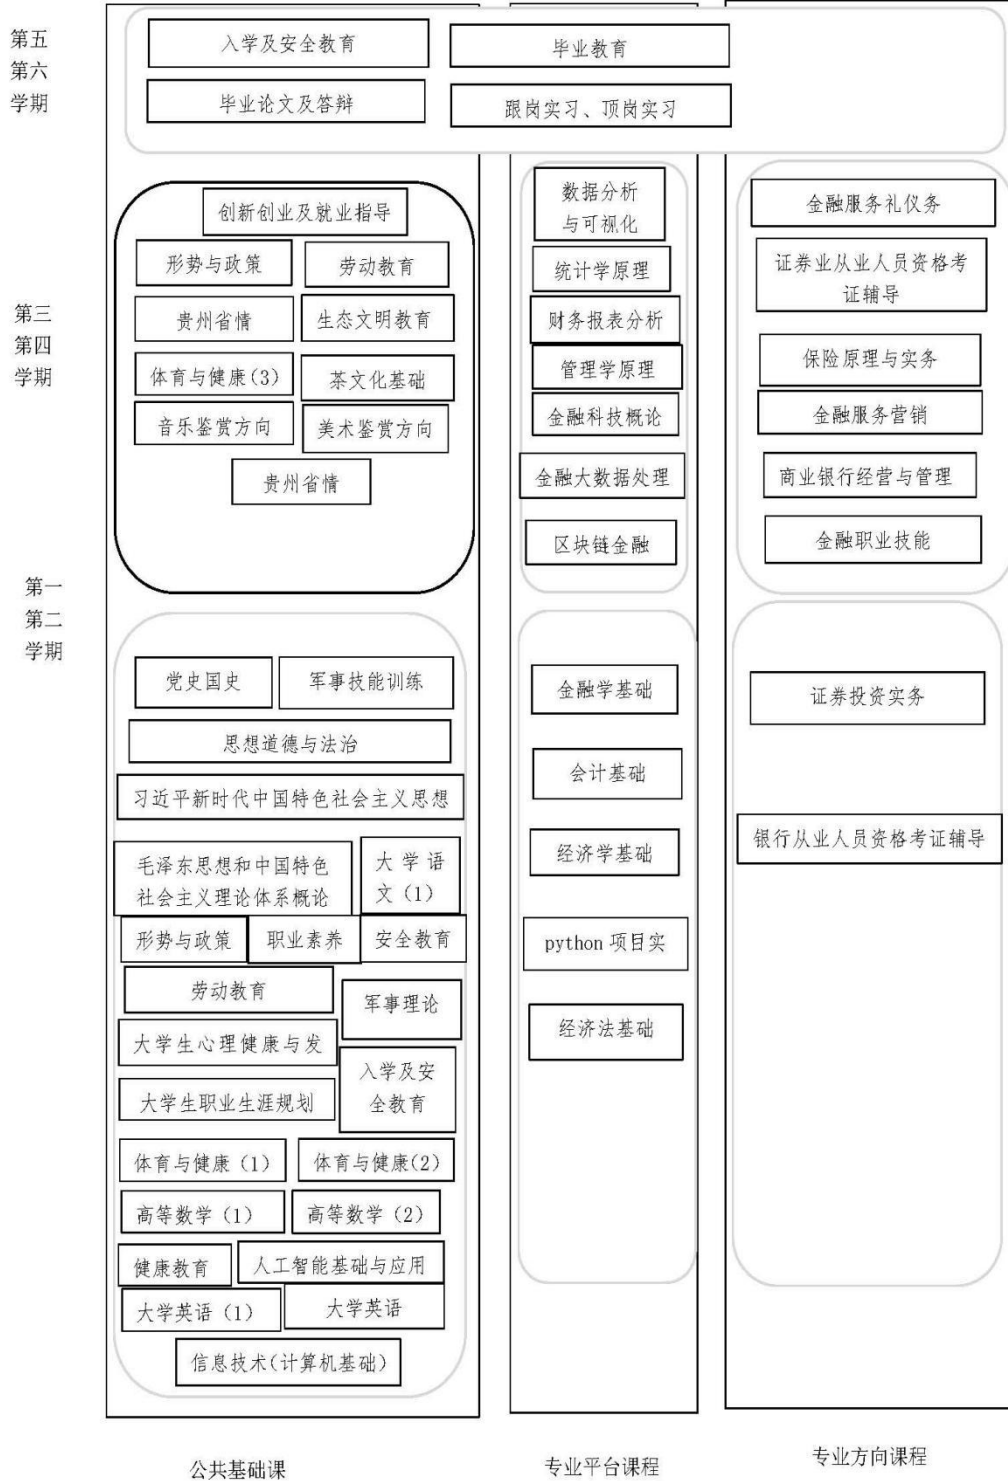 第五
第六
学期
入学及安全教育
毕业教育
毕业论文及答辩
跟岗实习、顶岗实习
第三
第四
学期
创新创业及就业指导
形势与政策
劳动教育
贵州省情
生态文明教育
体育与健康(3)
茶文化基础
音乐鉴赏方向
美术鉴赏方向
贵州省情
数据分析
与可视化
统计学原理
财务报表分析
管理学原理
金融科技概论
金融大数据处理
区块链金融
金融服务礼仪务
证券业从业人员资格考
证辅导
保险原理与实务
金融服务营销
商业银行经营与管理
金融职业技能
第一
第二
学期
党史国史
军事技能训练
思想道德与法治
习近平新时代中国特色社会主义思想
毛泽东思想和中国特色
社会主义理论体系概论
大学语
文(1)
形势与政策
职业素养
安全教育
劳动教育
军事理论
大学生心理健康与发
入学及安
全教育
大学生职业生涯规划
体育与健康(1)
体育与健康(2)
高等数学(1)
高等数学(2)
健康教育
人工智能基础与应用
大学英语(1)
大学英语
信息技术(计算机基础)
金融学基础
会计基础
经济学基础
python 项目实
经济法基础
证券投资实务
银行从业人员资格考证辅导
公共基础课
专业平台课程
专业方向课程